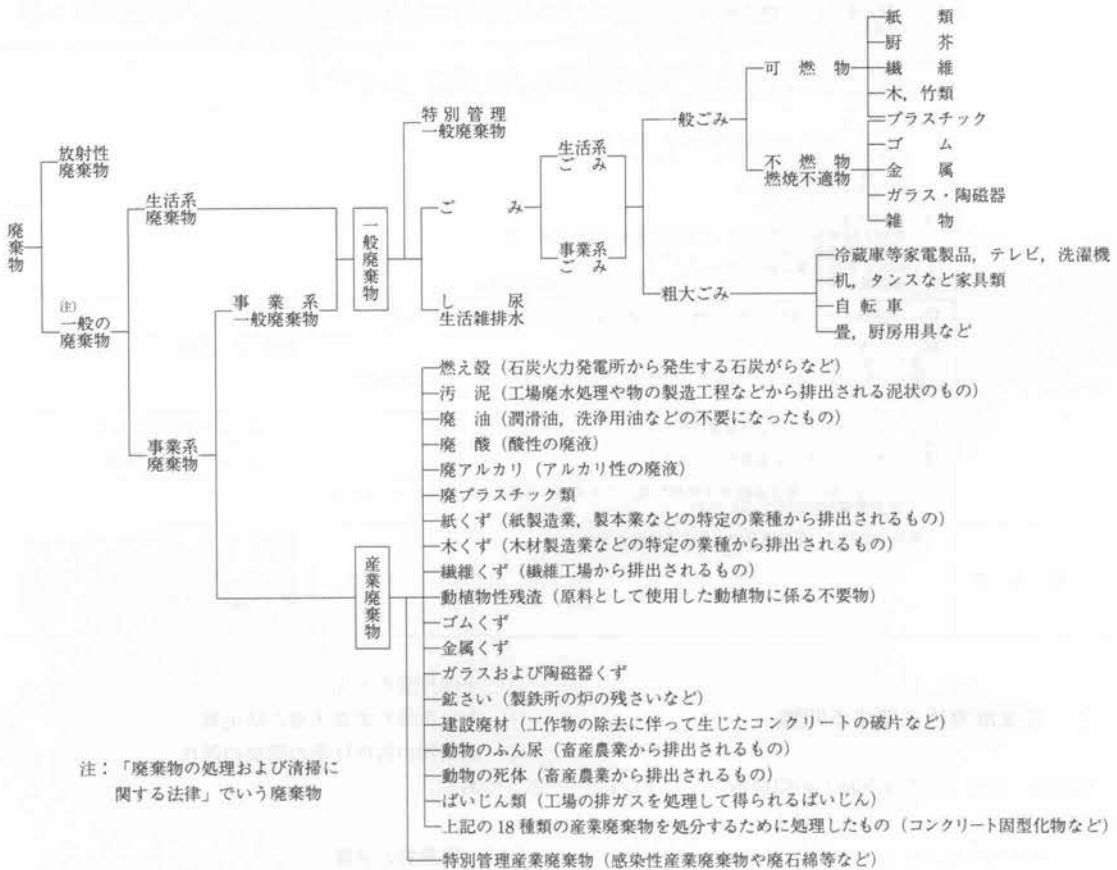 紙類
厨芥
可燃物
繊維
木，竹類
特別管理
一般廃棄物
一般ごみ
プラスチック
放射性
廃棄物
生活系
ごみ
ゴム
不燃物
燃焼不適物
金属
生活系
廃棄物
ガラス・陶磁器
ごみ
雑物
廃棄物
一般廃棄物
事業系
ごみ
冷蔵庫等家電製品，テレビ，洗濯機
粗大ごみ
机，タンスなど家具類
注）
一般の
廃棄物
事業系
一般廃棄物
し尿
生活雑排水
自転車
畳，厨房用具など
燃え殻（石炭火力発電所から発生する石炭がらなど）
汚泥（工場廃水処理や物の製造工程などから排出される泥状のもの）
廃油（潤滑油，洗浄用油などの不要になったもの）
事業系
廃棄物
廃酸（酸性の廃液）
廃アルカリ（アルカリ性の廃液）
廃プラスチック類
紙くず（紙製造業，製本業などの特定の業種から排出されるもの）
木くず（木材製造業などの特定の業種から排出されるもの）
産業廃棄物
繊維くず（繊維工場から排出されるもの）
動植物性残渣（原料として使用した動植物に係る不要物）
ゴムくず
金属くず
ガラスおよび陶磁器くず
鉱さい（製鉄所の炉の残さいなど）
建設廃材（工作物の除去に伴って生じたコンクリートの破片など）
動物のふん尿（畜産農業から排出されるもの）
動物の死体（畜産農業から排出されるもの）
ばいじん類（工場の排ガスを処理して得られるばいじん）
上記の18種類の産業廃棄物を処分するために処理したもの（コンクリート固型化物など）
特別管理産業廃棄物（感染性産業廃棄物や廃石綿等など）
注：「廃棄物の処理および清掃に
関する法律」でいう廃棄物